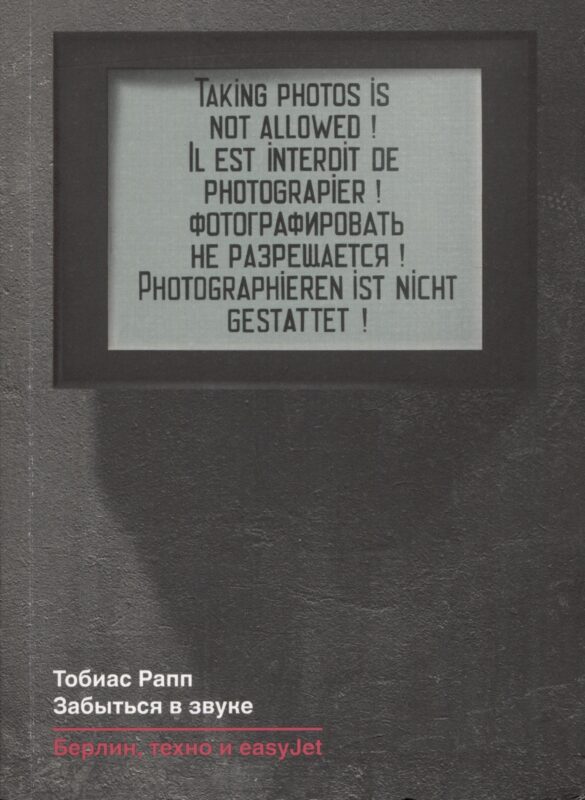 TAKING PHOTOS IS
NOT ALLOWED !
IL EST INTERDIT DE
PHOTOGRAPIER !
ФОТОГРАФИРОВАТЬ
НЕ РАЗРЕШАЕТСЯ !
PHOTOGRAPHIEREN IST NICHT
GESTATTET !
Тобиас Рапп
Забыться в звуке
Берлин, техно и easyJet